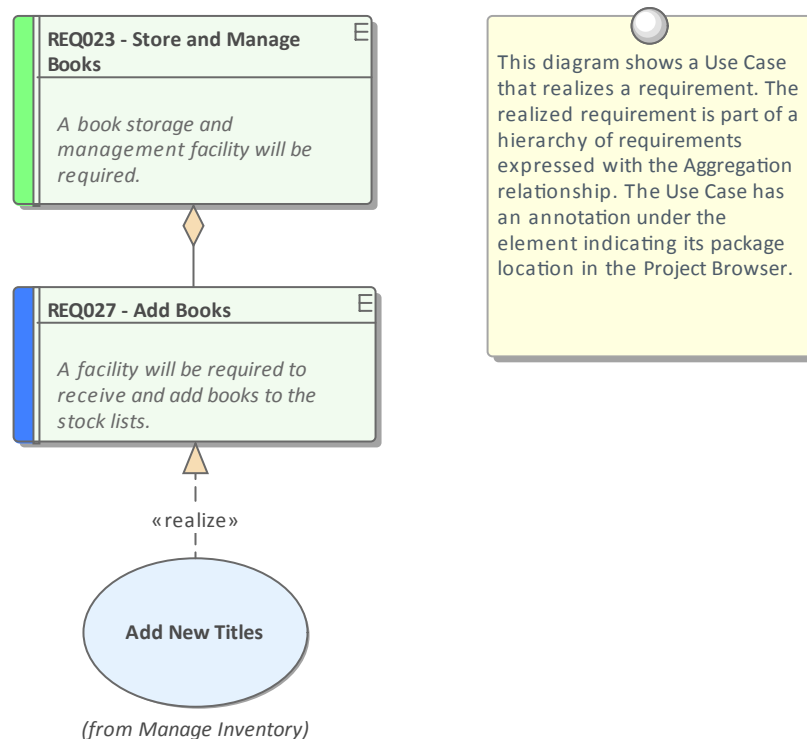 REQ023 - Store and Manage
Books
E
A book storage and
management facility will be
required.
REQ027 - Add Books
E
A facility will be required to
receive and add books to the
stock lists.
«realize»
Add New Titles
(from Manage Inventory)
This diagram shows a Use Case
that realizes a requirement. The
realized requirement is part of a
hierarchy of requirements
expressed with the Aggregation
relationship. The Use Case has
an annotation under the
element indicating its package
location in the Project Browser.